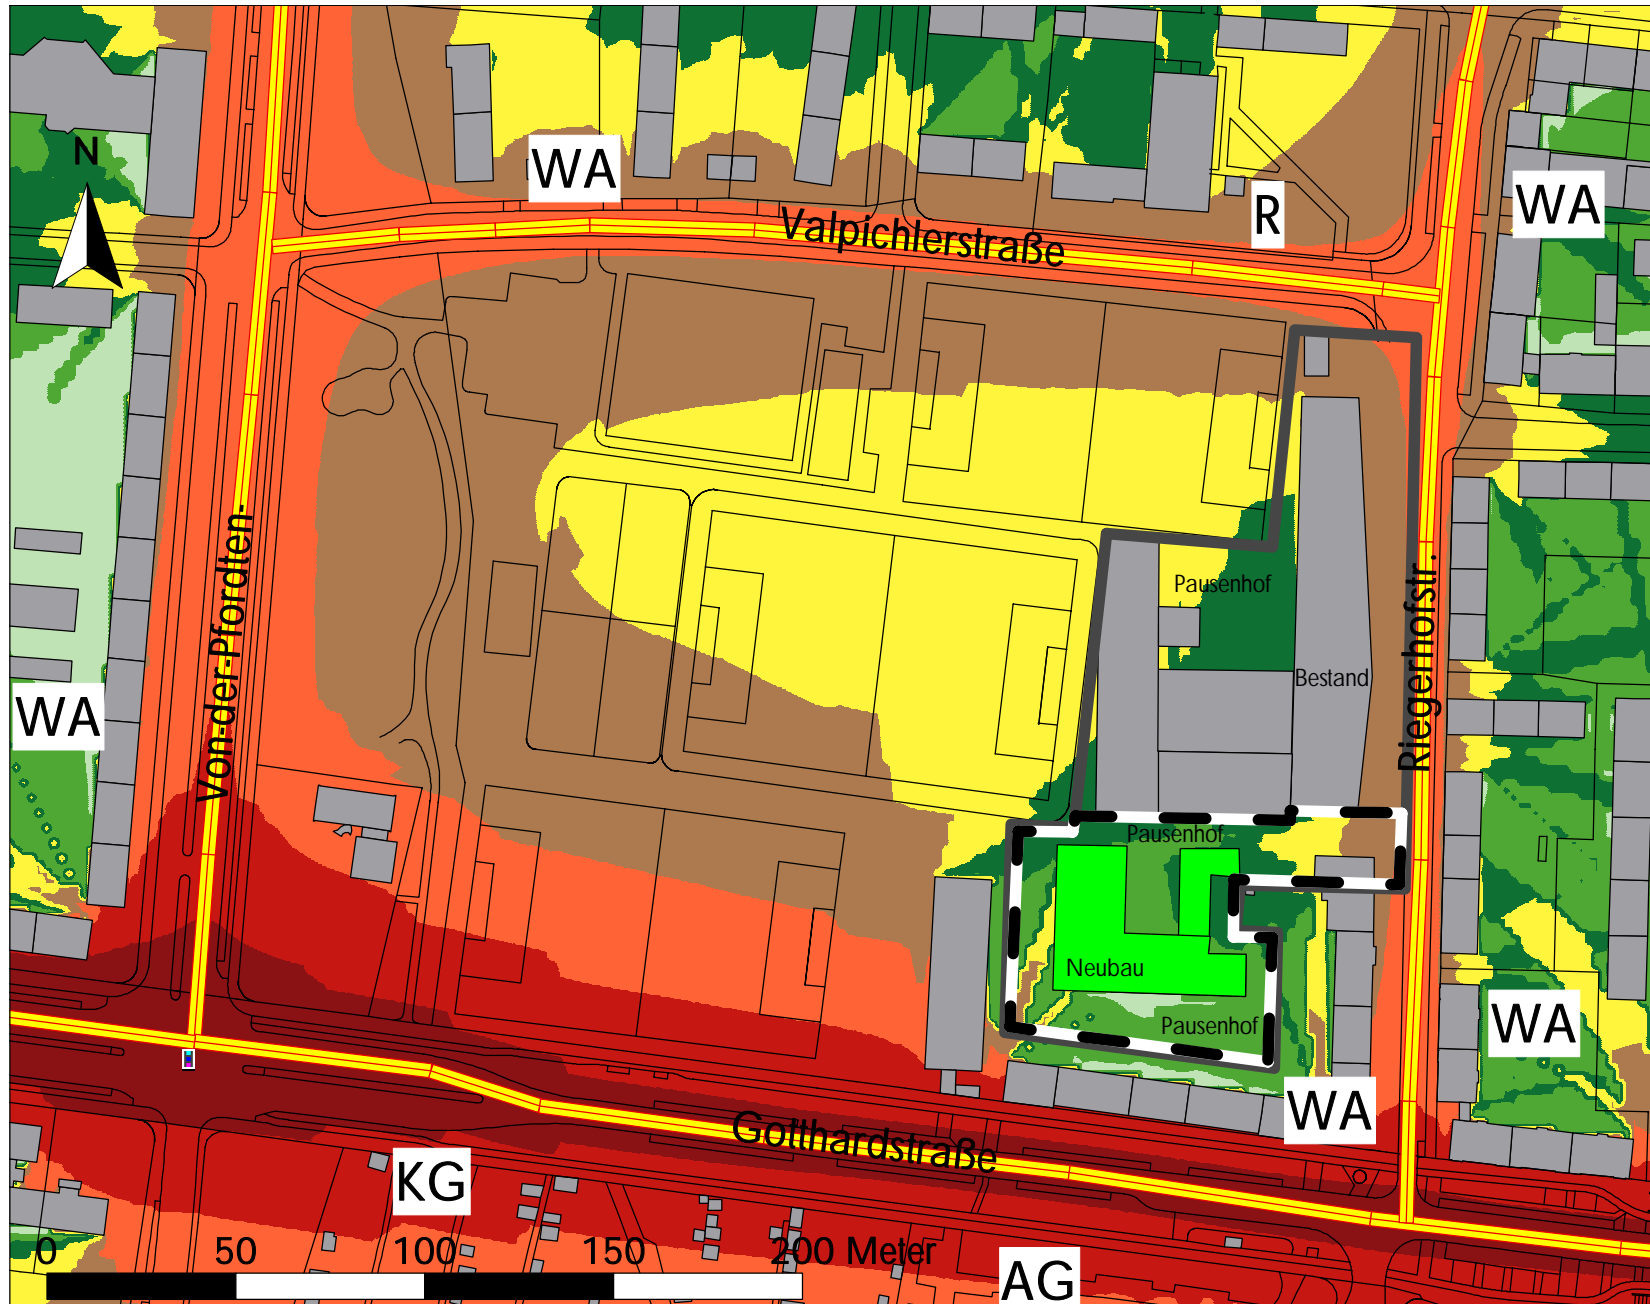 N
WA
R
WA
Valpichlerstraße
Von-der-Pfordten-
Riegerhofstr.
Pausenhof
Bestand
WA
Pausenhof
Neubau
Pausenhof
WA
WA
Gotthardstraße
KG
AG
0 50 100 150 200 Meter